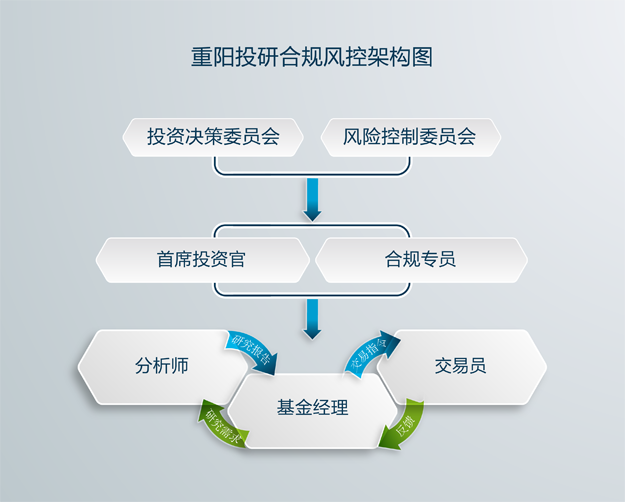 重阳投研合规风控架构图
投资决策委员会
风险控制委员会
首席投资官
合规专员
研究报告
交易指令
分析师
交易员
基金经理
研究需求
反馈